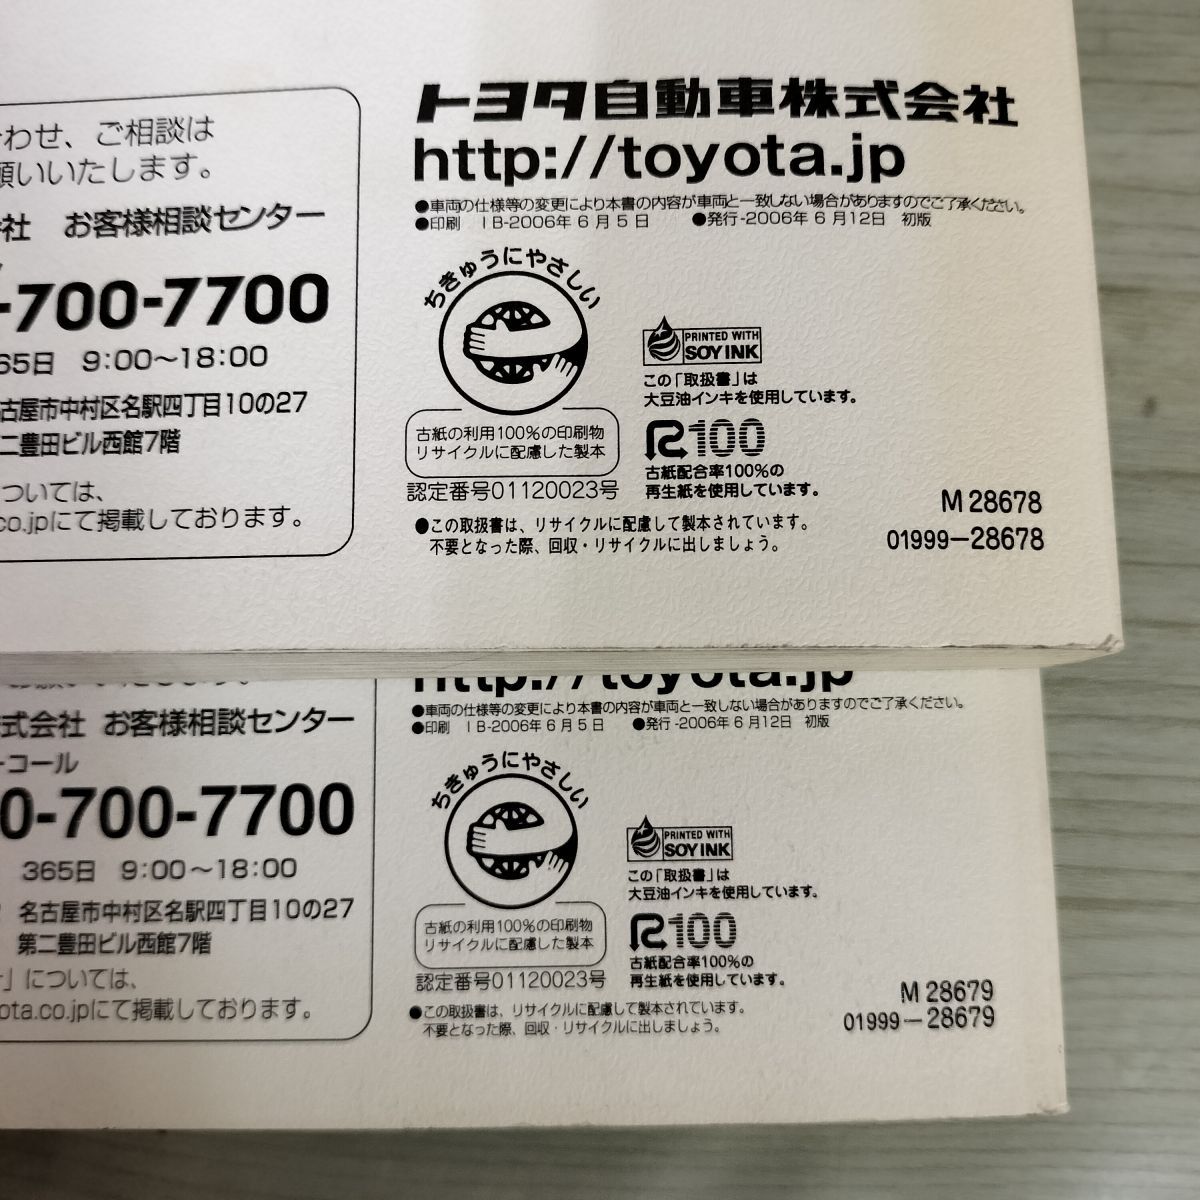 わせ、ご相談は
願いいたします。
社 お客様相談センター
-700-7700
65日 9:00〜18:00
古屋市中村区名駅四丁目10の27
二豊田ビル西館7階
ついては、
co.jpにて掲載しております。
トヨタ自動車株式会社
http://toyota.jp
●車両の仕様等の変更により本書の内容が車両と一致しない場合がありますのでご了承ください。
●印刷 IB-2006年6月5日 ●発行-2006年6月12日 初版
ちきゅうにやさしい
古紙の利用100%の印刷物
リサイクルに配慮した製本
認定番号01120023号
PRINTED WITH
SOY INK
この「取扱書」は
大豆油インキを使用しています。
R100
古紙配合率100%の
再生紙を使用しています。
●この取扱書は、リサイクルに配慮して製本されています。
不要となった際、回収・リサイクルに出しましょう。
M 28678
01999-28678
式会社 お客様相談センター
コール
0-700-7700
365日 9:00〜18:00
名古屋市中村区名駅四丁目10の27
第二豊田ビル西館7階
」については、
ota.co.jpにて掲載しております。
http://toyota.jp
●車両の仕様等の変更により本書の内容が車両と一致しない場合がありますのでご了承ください。
●印刷 IB-2006年6月5日 ●発行-2006年6月12日 初版
ちきゅうにやさしい
古紙の利用100%の印刷物
リサイクルに配慮した製本
認定番号01120023号
PRINTED WITH
SOY INK
この「取扱書」は
大豆油インキを使用しています。
R100
古紙配合率100%の
再生紙を使用しています。
●この取扱書は、リサイクルに配慮して製本されています。
不要となった際、回収・リサイクルに出しましょう。
M 28679
01999-28679